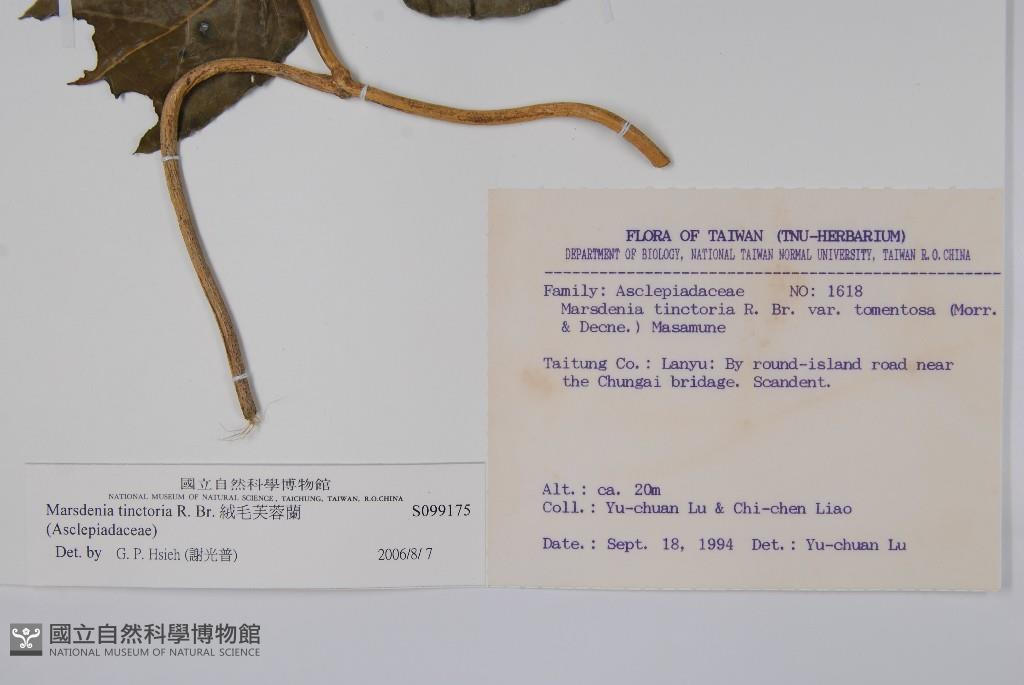 FLORA OF TAIWAN (TNU-HERBARIUM)
DEPARTMENT OF BIOLOGY, NATIONAL TAIWAN NORMAL UNIVERSITY, TAIWAN R.O.CHINA
Family: Asclepiadaceae NO: 1618
Marsdenia tinctoria R. Br. var. tomentosa (Morr.
& Decne.) Masamune
Taitung Co.: Lanyu: By round-island road near
the Chungai bridage. Scandent.
Alt.: ca. 20m
Coll.: Yu-chuan Lu & Chi-chen Liao
Date.: Sept. 18, 1994 Det.: Yu-chuan Lu
國立自然科學博物館
NATIONAL MUSEUM OF NATURAL SCIENCE, TAICHUNG, TAIWAN, R.O.CHINA
Marsdenia tinctoria R. Br. 絨毛芙蓉蘭 S099175
(Asclepiadaceae)
Det. by G. P. Hsieh (謝光普) 2006/8/ 7
國立自然科學博物館
NATIONAL MUSEUM OF NATURAL SCIENCE